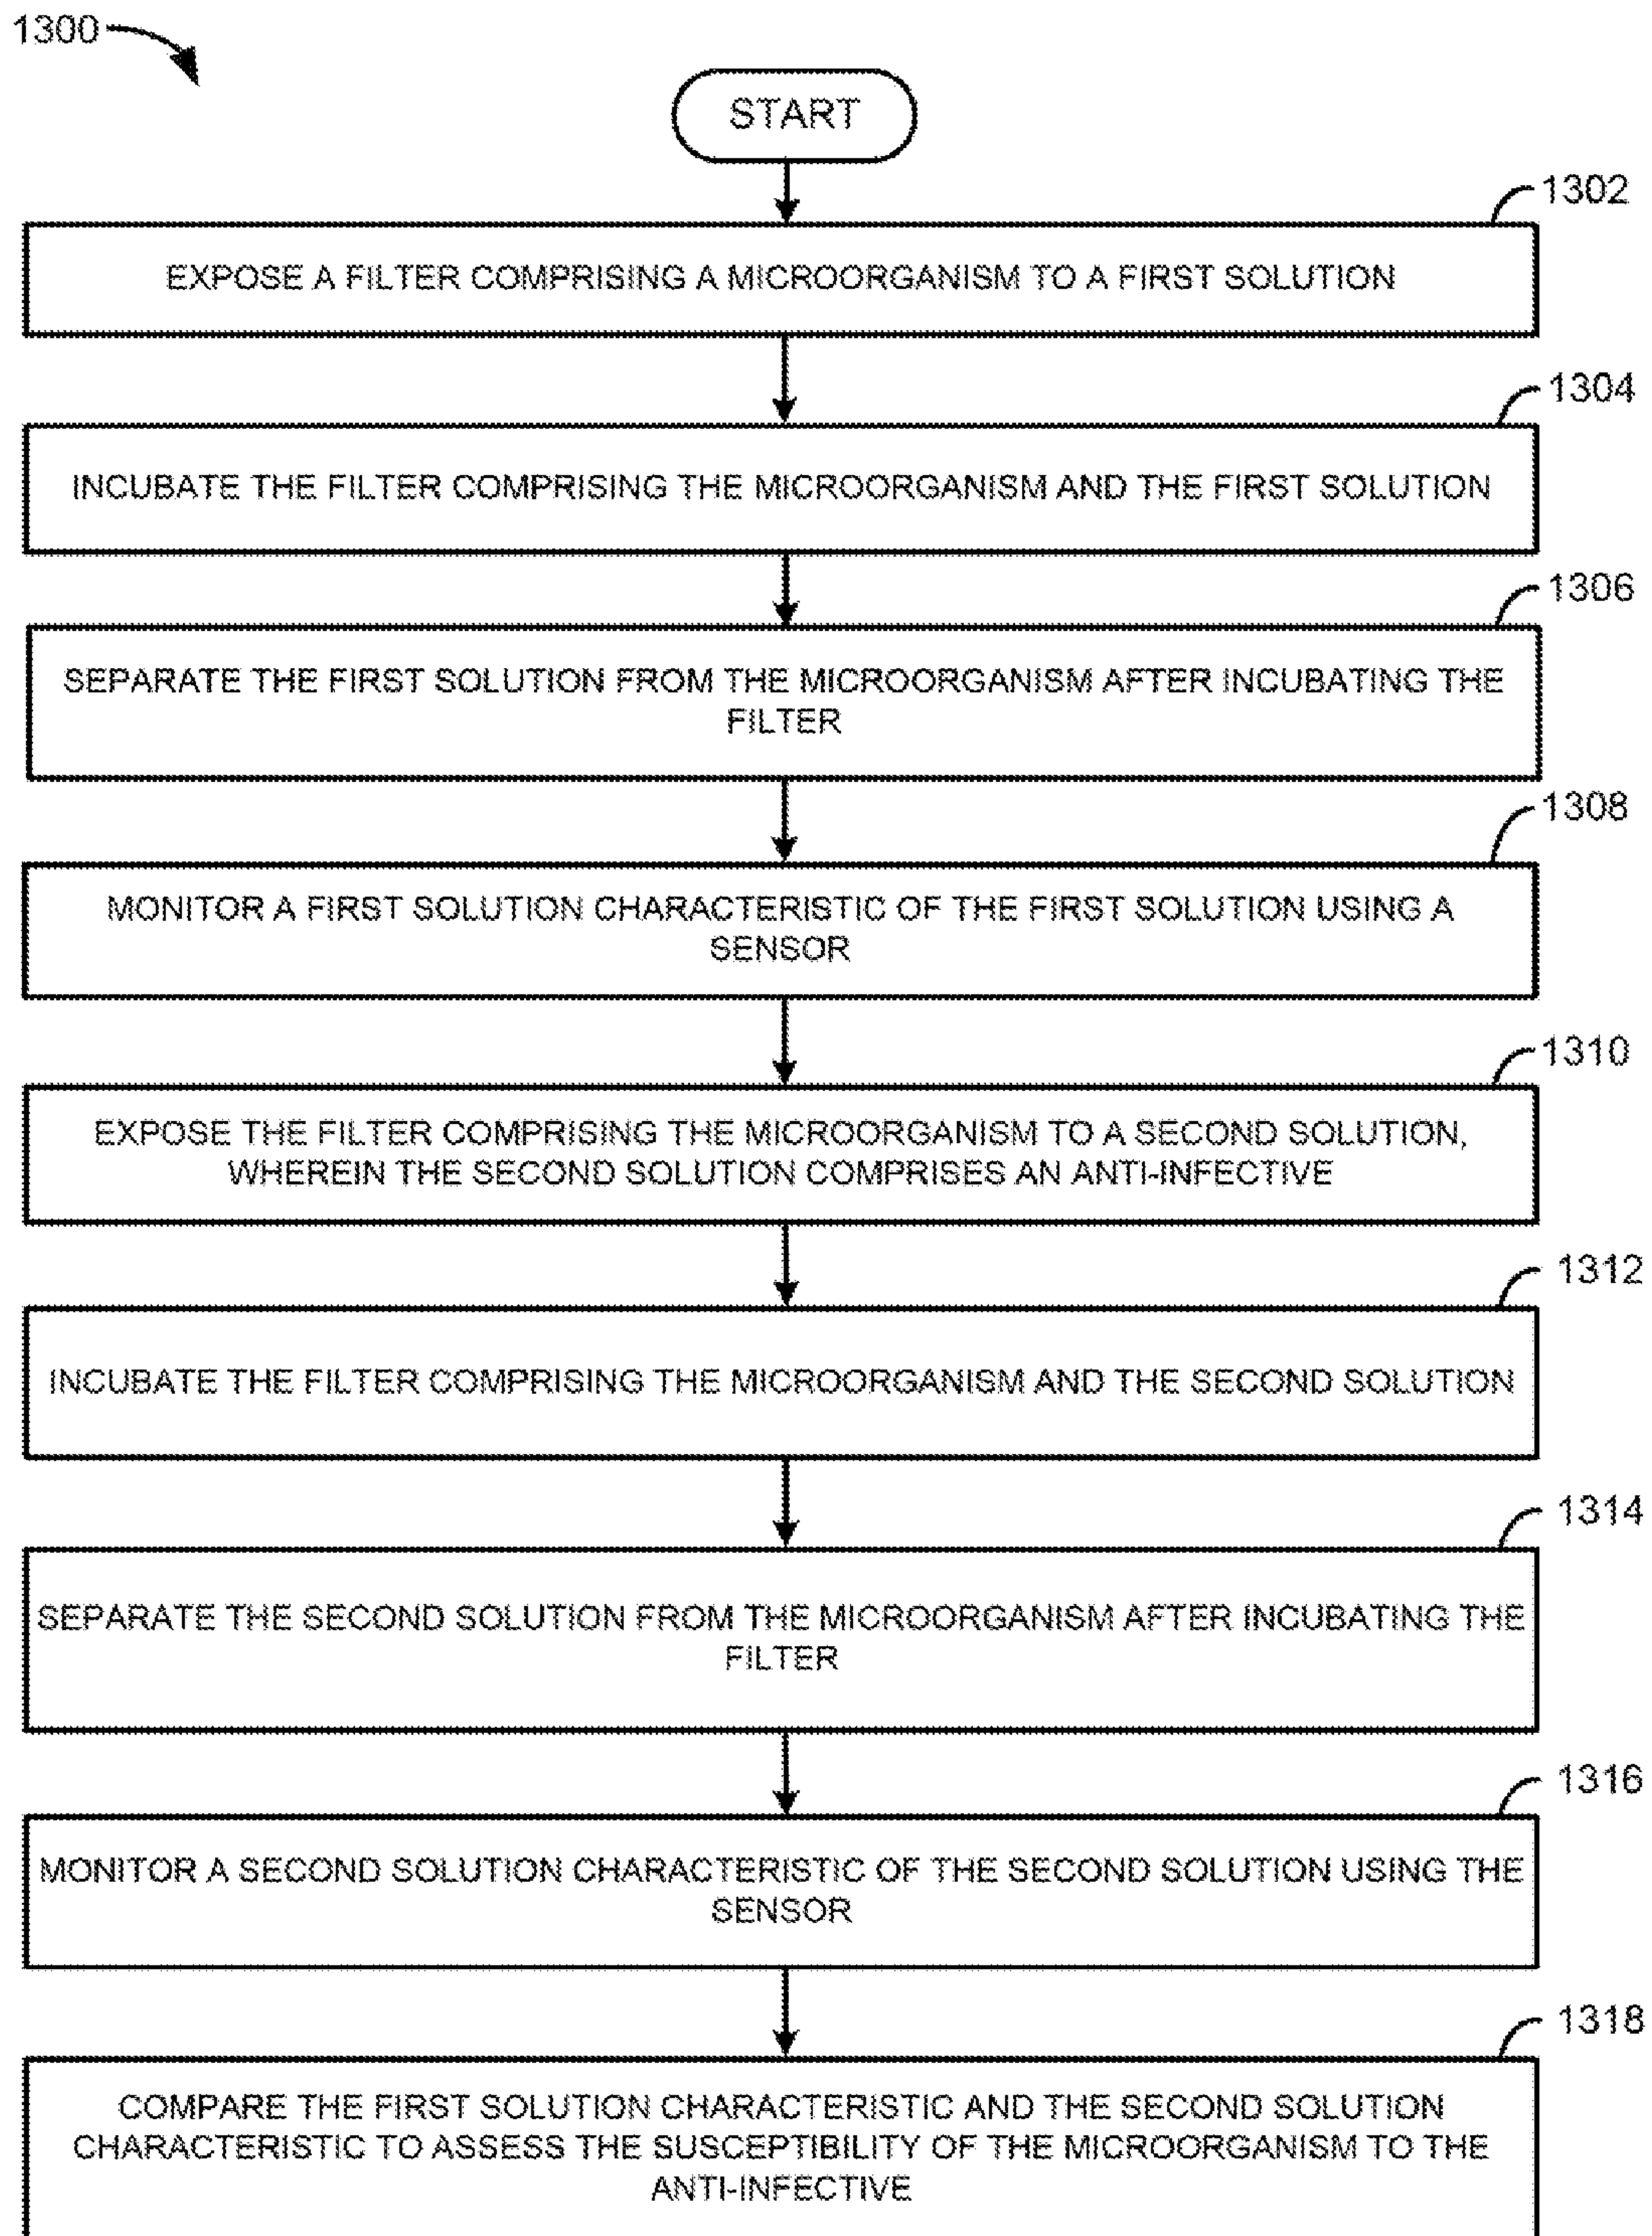 1300
START
1302
EXPOSE A FILTER COMPRISING A MICROORGANISM TO A FIRST SOLUTION
1304
INCUBATE THE FILTER COMPRISING THE MICROORGANISM AND THE FIRST SOLUTION
1306
SEPARATE THE FIRST SOLUTION FROM THE MICROORGANISM AFTER INCUBATING THE
FILTER
1308
MONITOR A FIRST SOLUTION CHARACTERISTIC OF THE FIRST SOLUTION USING A
SENSOR
1310
EXPOSE THE FILTER COMPRISING THE MICROORGANISM TO A SECOND SOLUTION,
WHEREIN THE SECOND SOLUTION COMPRISES AN ANTI-INFECTIVE
1312
INCUBATE THE FILTER COMPRISING THE MICROORGANISM AND THE SECOND SOLUTION
1314
SEPARATE THE SECOND SOLUTION FROM THE MICROORGANISM AFTER INCUBATING THE
FILTER
1316
MONITOR A SECOND SOLUTION CHARACTERISTIC OF THE SECOND SOLUTION USING THE
SENSOR
1318
COMPARE THE FIRST SOLUTION CHARACTERISTIC AND THE SECOND SOLUTION
CHARACTERISTIC TO ASSESS THE SUSCEPTIBILITY OF THE MICROORGANISM TO THE
ANTI-INFECTIVE